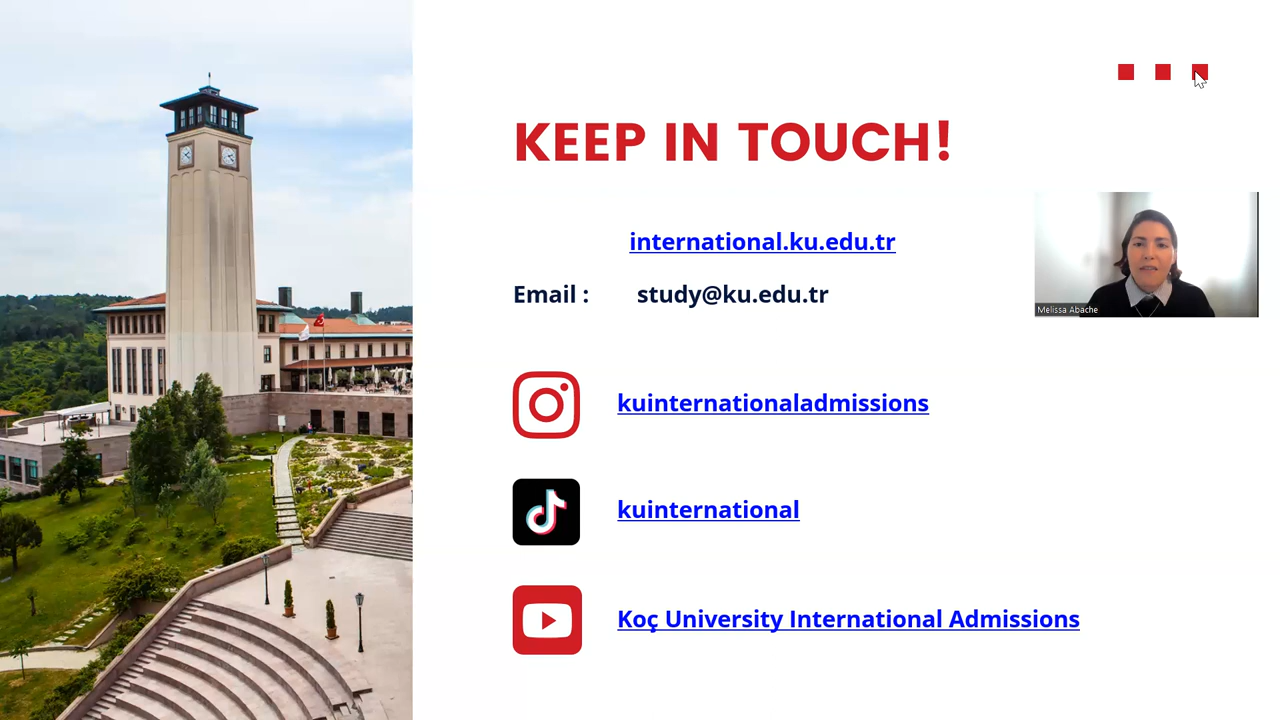 KEEP IN TOUCH!
international.ku.edu.tr
Email : study@ku.edu.tr
Melissa Abache
kuinternationaladmissions
kuinternational
Koç University International Admissions